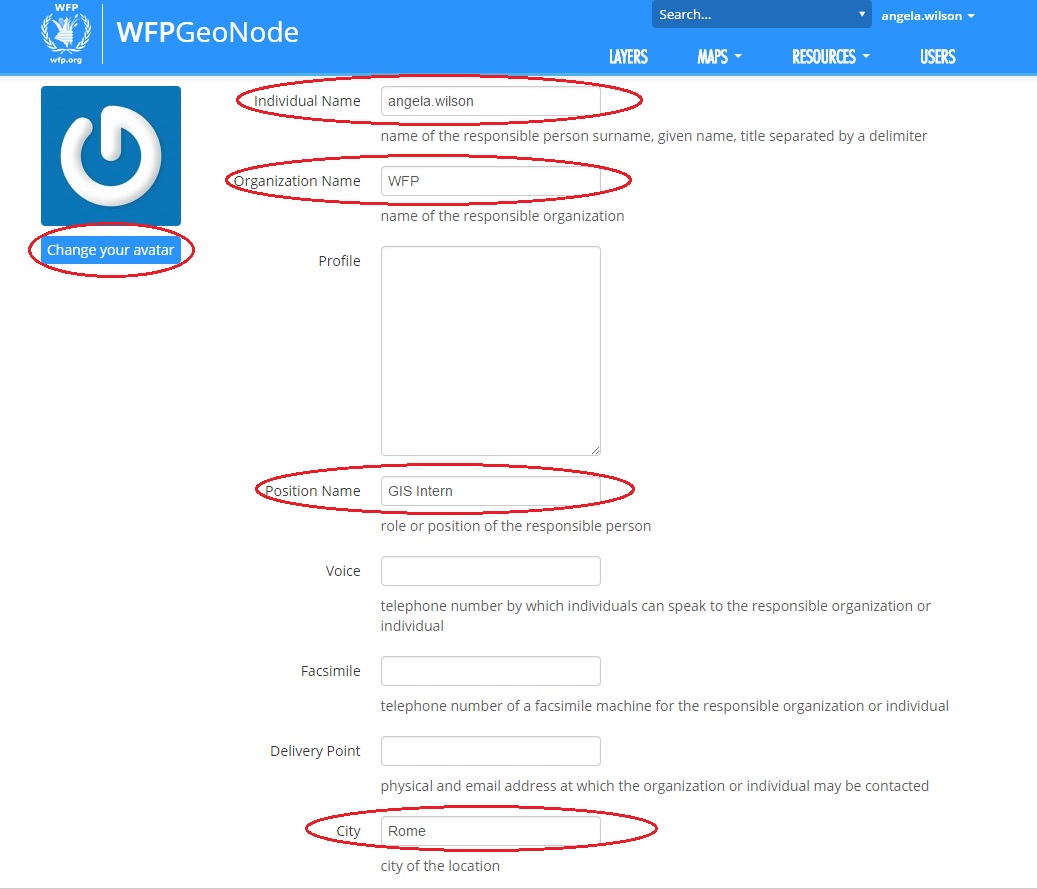 WFP
wfp.org
WFPGeoNode
Search...
angela.wilson
LAYERS
MAPS
RESOURCES
USERS
Change your avatar
Individual Name
angela.wilson
name of the responsible person surname, given name, title separated by a delimiter
Organization Name
WFP
name of the responsible organization
Profile
Position Name
GIS Intern
role or position of the responsible person
Voice
telephone number by which individuals can speak to the responsible organization or
individual
Facsimile
telephone number of a facsimile machine for the responsible organization or individual
Delivery Point
physical and email address at which the organization or individual may be contacted
City
Rome
city of the location